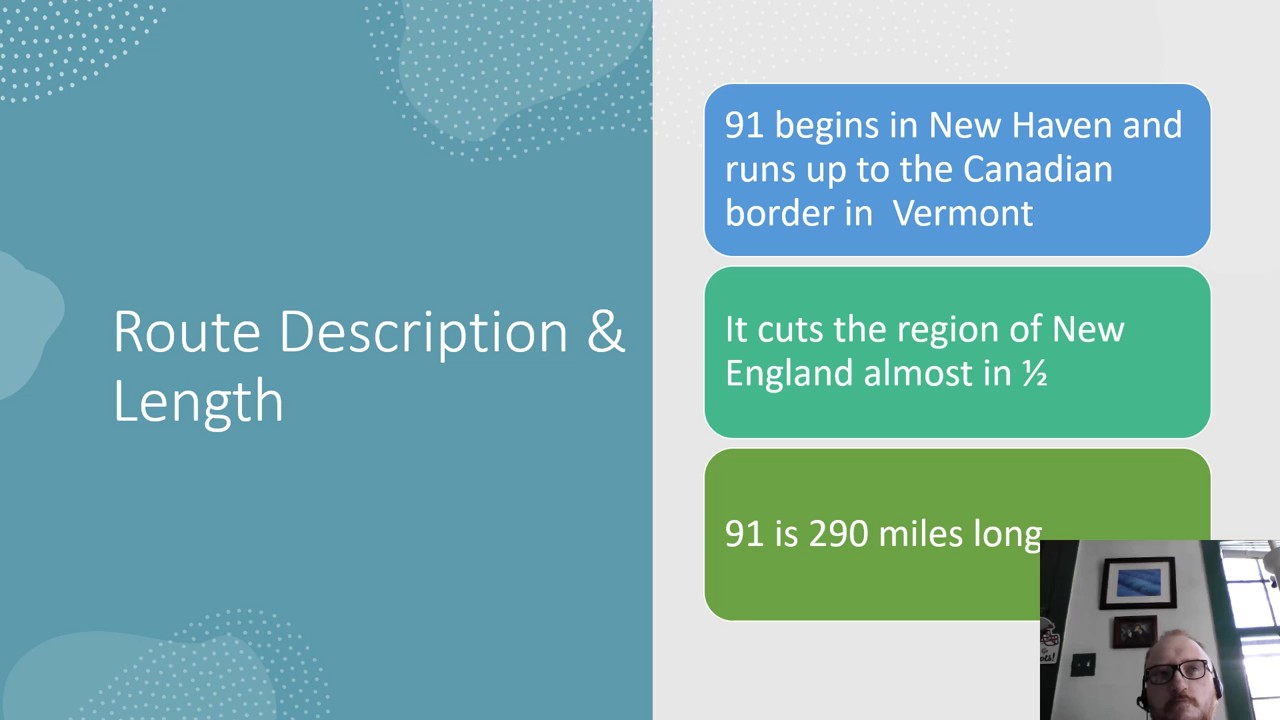 Route Description &
Length
91 begins in New Haven and
runs up to the Canadian
border in  Vermont
It cuts the region of New
England almost in ½
91 is 290 miles long